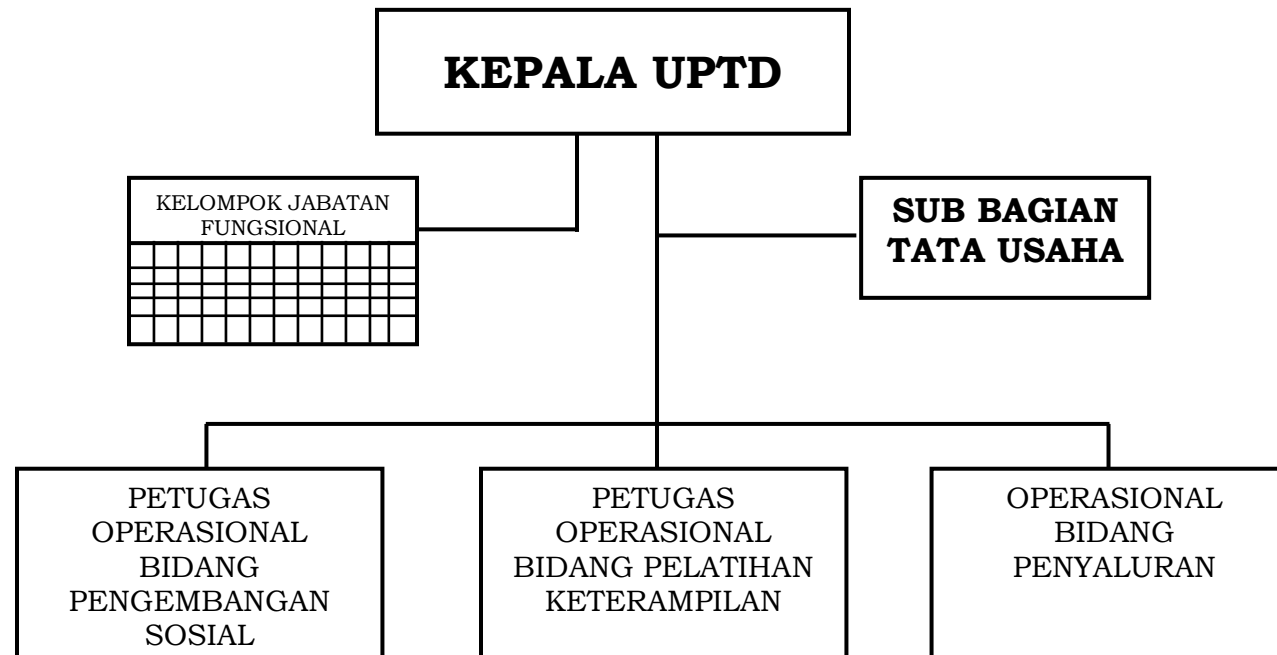 KEPALA UPTD
KELOMPOK JABATAN
FUNGSIONAL
SUB BAGIAN
TATA USAHA
PETUGAS
OPERASIONAL
BIDANG
PENGEMBANGAN
SOSIAL
PETUGAS
OPERASIONAL
BIDANG PELATIHAN
KETERAMPILAN
OPERASIONAL
BIDANG
PENYALURAN